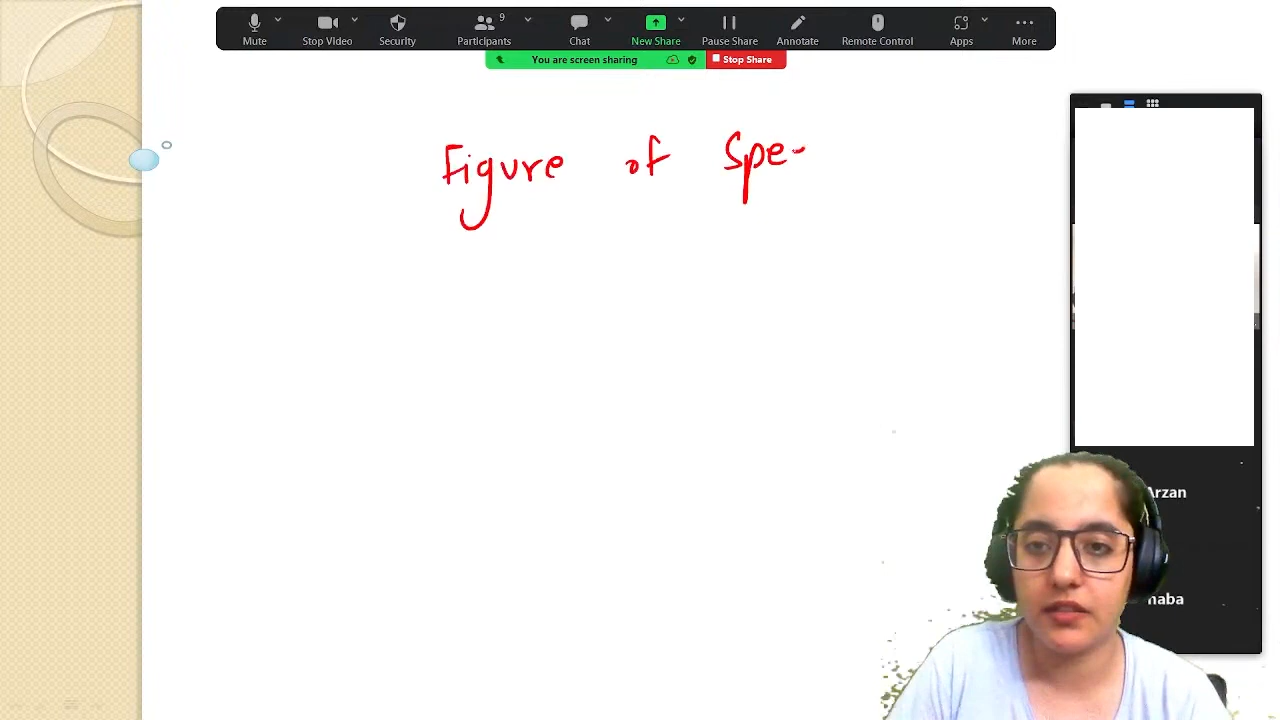 9
Mute Stop Video Security Participants Chat New Share Pause Share Annotate Remote Control Apps More
You are screen sharing Stop Share
Figure of Spe
Arzan
haba